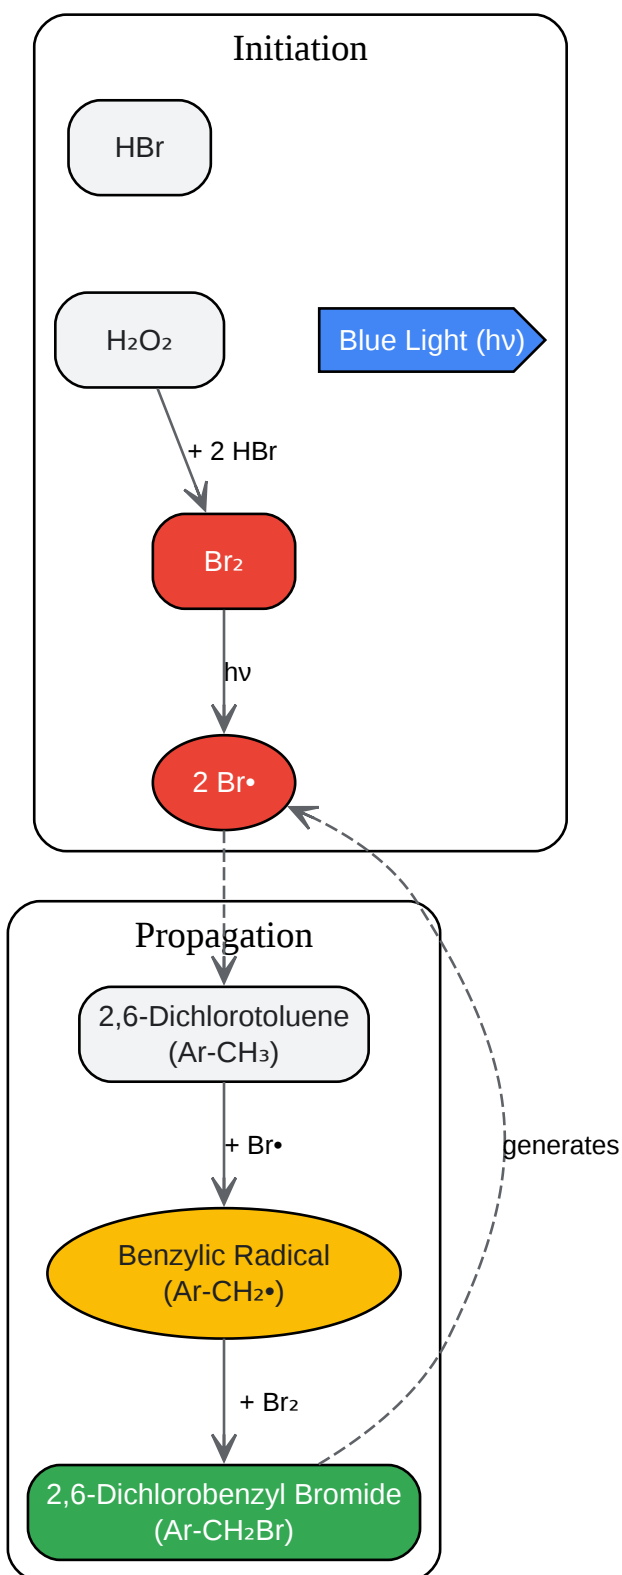 Initiation
HBr
H₂O₂
Blue Light (hν)
+ 2 HBr
Br₂
hν
2 Br•
Propagation
2,6-Dichlorotoluene
(Ar-CH₃)
+ Br•
generates
Benzylic Radical
(Ar-CH₂•)
+ Br₂
2,6-Dichlorobenzyl Bromide
(Ar-CH₂Br)